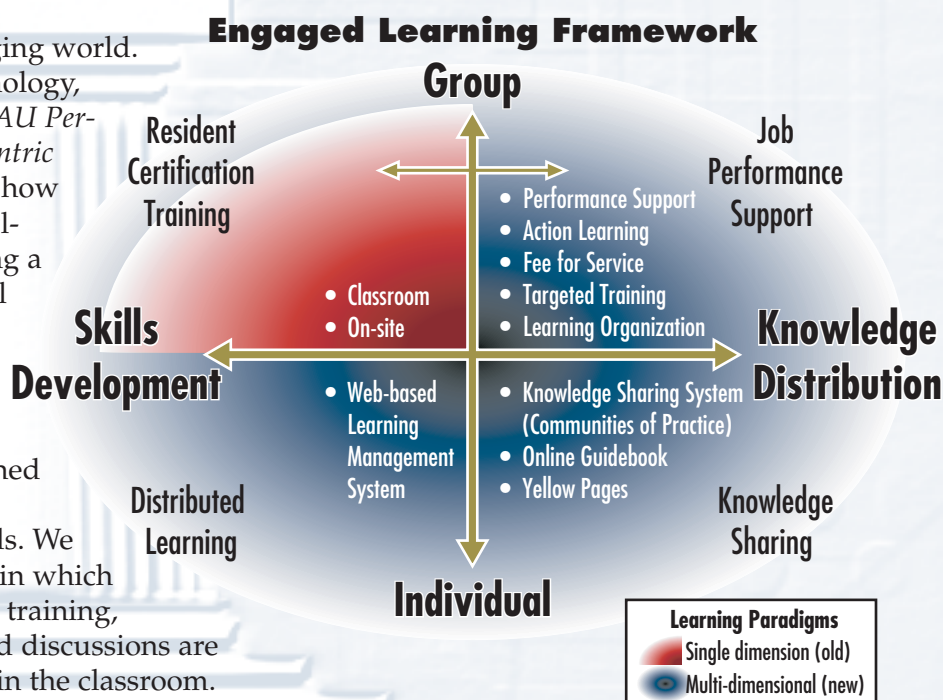 Engaged Learning Framework
ging world.
nology,
AU Per-
ntric
how
l-
ng a
l
ned
ls. We
in which
training,
d discussions are
in the classroom.
Group
Resident
Certification
Training
Job
Performance
Support
• Performance Support
• Action Learning
• Fee for Service
• Targeted Training
• Learning Organization
• Classroom
• On-site
Skills
Development
Knowledge
Distribution
• Web-based
Learning
Management
System
• Knowledge Sharing System
(Communities of Practice)
• Online Guidebook
• Yellow Pages
Distributed
Learning
Knowledge
Sharing
Individual
Learning Paradigms
Single dimension (old)
Multi-dimensional (new)